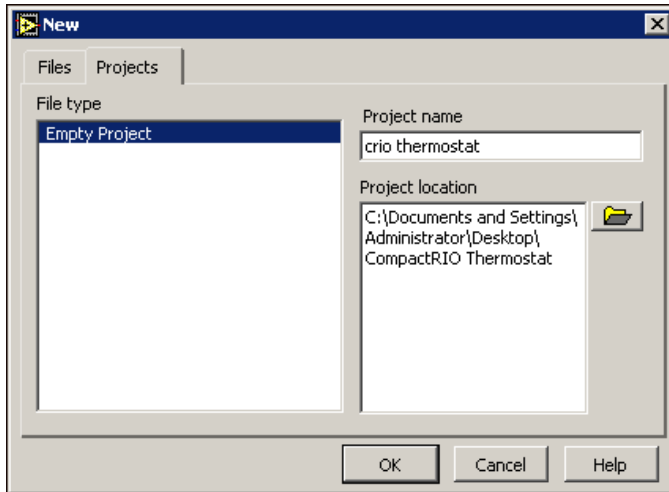 New
Files Projects
File type
Empty Project
Project name
crio thermostat
Project location
C:\Documents and Settings\
Administrator\Desktop\
CompactRIO Thermostat
OK Cancel Help